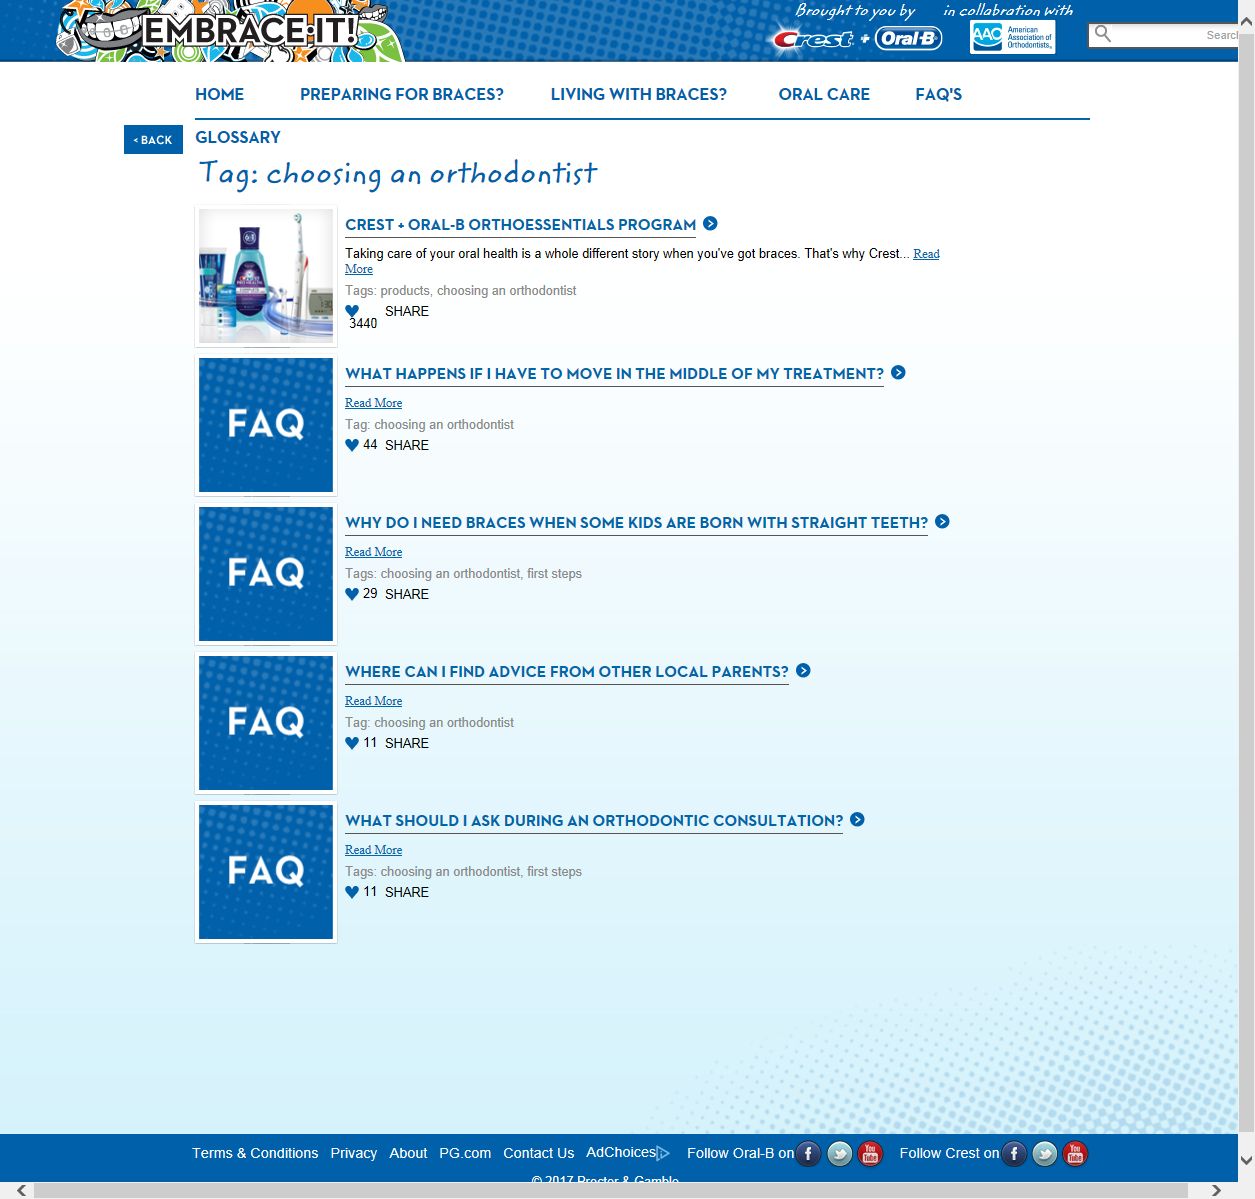 EMBRACE·IT!
Brought to you by
in collabration with
Crest + Oral-B
AAO American Association of Orthodontists
Search
HOME PREPARING FOR BRACES? LIVING WITH BRACES? ORAL CARE FAQ'S
< BACK
GLOSSARY
Tag: choosing an orthodontist
CREST + ORAL-B ORTHOESSENTIALS PROGRAM
Taking care of your oral health is a whole different story when you've got braces. That's why Crest... Read
More
Tags: products, choosing an orthodontist
SHARE
3440
FAQ
WHAT HAPPENS IF I HAVE TO MOVE IN THE MIDDLE OF MY TREATMENT?
Read More
Tag: choosing an orthodontist
44 SHARE
FAQ
WHY DO I NEED BRACES WHEN SOME KIDS ARE BORN WITH STRAIGHT TEETH?
Read More
Tags: choosing an orthodontist, first steps
29 SHARE
FAQ
WHERE CAN I FIND ADVICE FROM OTHER LOCAL PARENTS?
Read More
Tag: choosing an orthodontist
11 SHARE
FAQ
WHAT SHOULD I ASK DURING AN ORTHODONTIC CONSULTATION?
Read More
Tags: choosing an orthodontist, first steps
11 SHARE
Terms & Conditions Privacy About PG.com Contact Us AdChoices Follow Oral-B on You Tube Follow Crest on You Tube
© 2017 Procter & Gamble